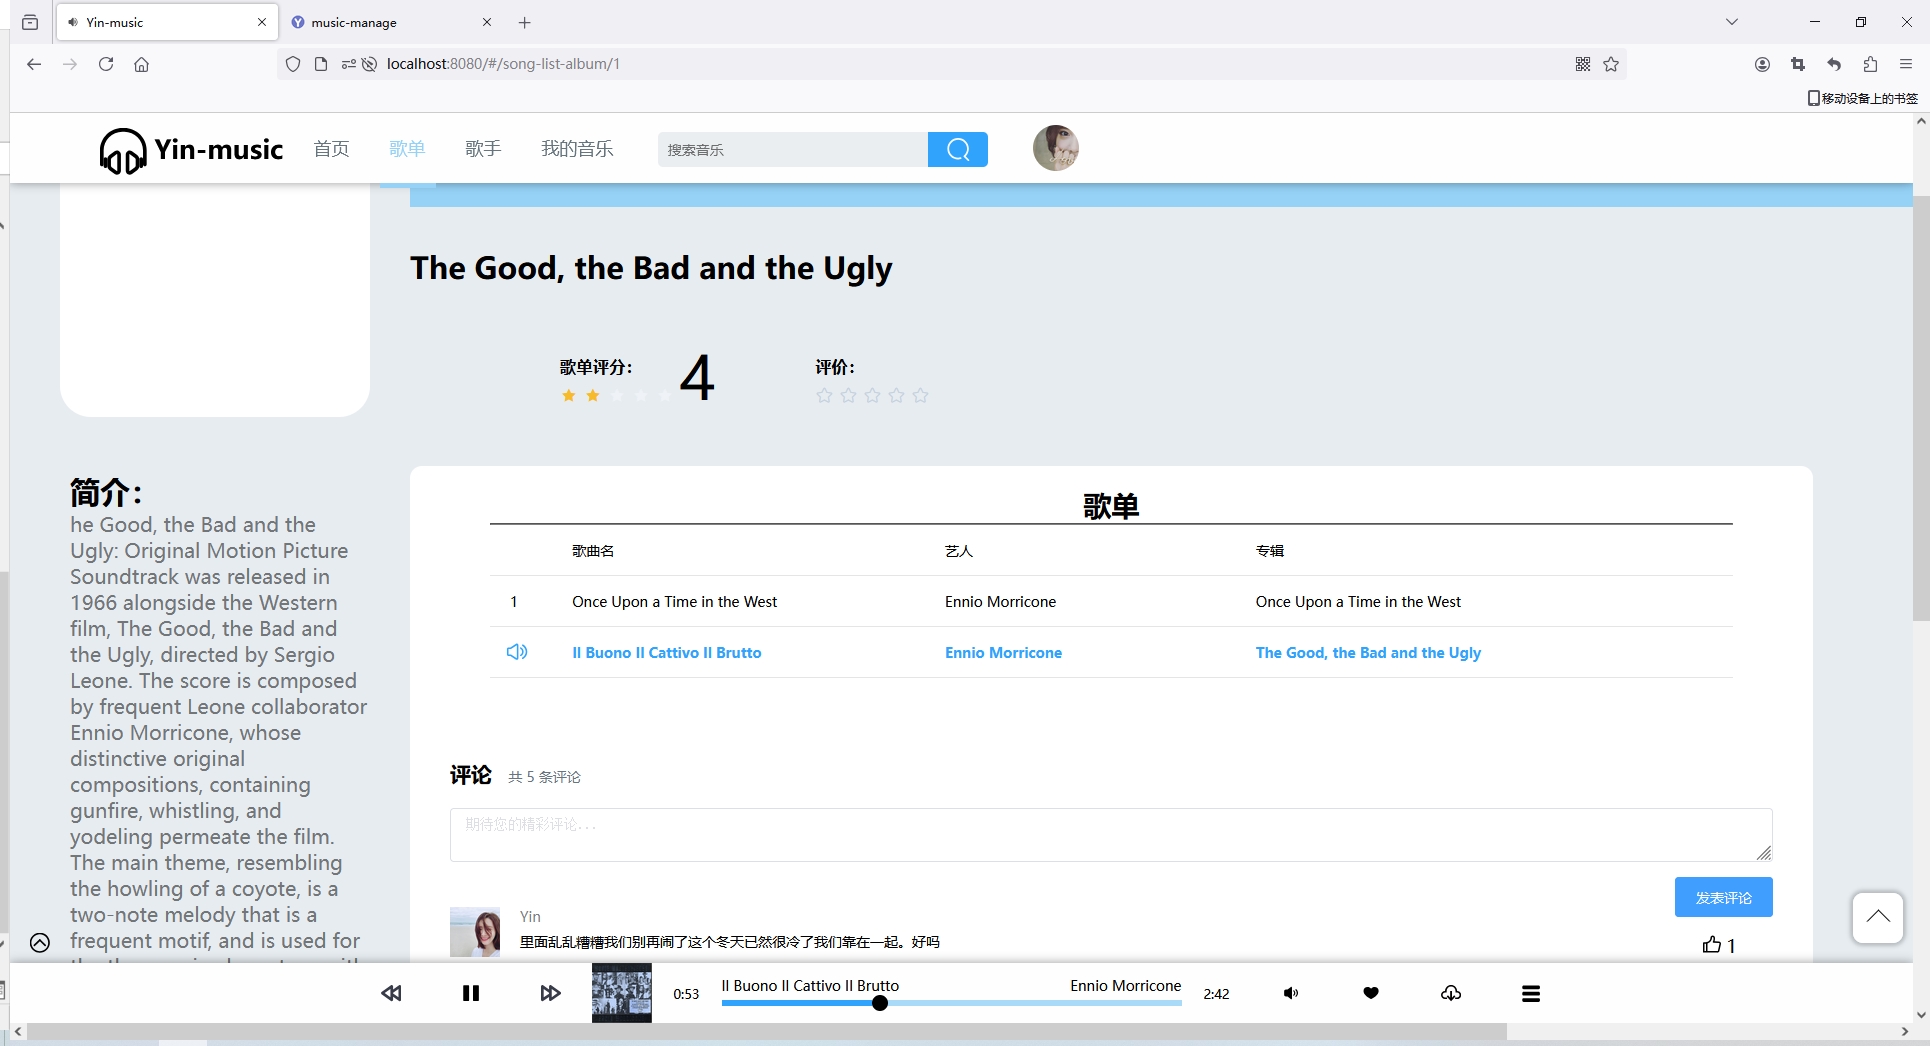 Yin-music
music-manage
localhost:8080/#/song-list-album/1
移动设备上的书签
Yin-music
首页
歌单
歌手
我的音乐
搜索音乐
The Good, the Bad and the Ugly
歌单评分：
4
评价：
简介：
he Good, the Bad and the
Ugly: Original Motion Picture
Soundtrack was released in
1966 alongside the Western
film, The Good, the Bad and
the Ugly, directed by Sergio
Leone. The score is composed
by frequent Leone collaborator
Ennio Morricone, whose
distinctive original
compositions, containing
gunfire, whistling, and
yodeling permeate the film.
The main theme, resembling
the howling of a coyote, is a
two-note melody that is a
frequent motif, and is used for
歌单
歌曲名 艺人 专辑
1 Once Upon a Time in the West Ennio Morricone Once Upon a Time in the West
Il Buono Il Cattivo Il Brutto Ennio Morricone The Good, the Bad and the Ugly
评论 共 5 条评论
期待您的精彩评论...
发表评论
Yin
里面乱乱糟糟我们别再闹了这个冬天已然很冷了我们靠在一起。好吗
1
0:53
Il Buono Il Cattivo Il Brutto
Ennio Morricone
2:42